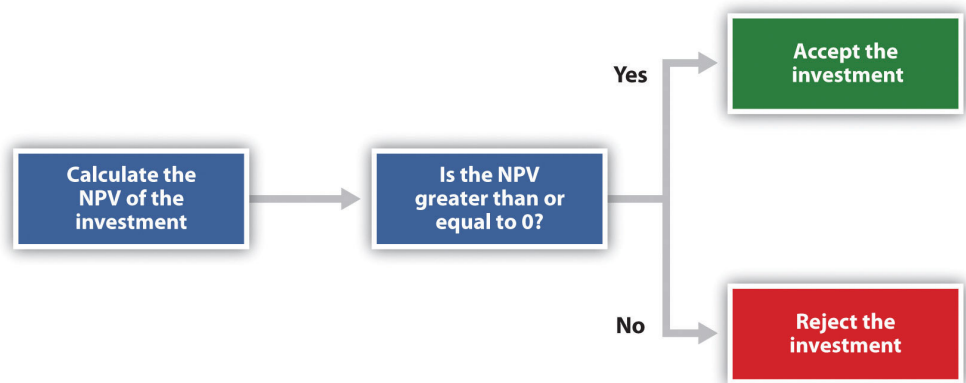 Calculate the
NPV of the
investment
Is the NPV
greater than or
equal to 0?
Yes
Accept the
investment
No
Reject the
investment